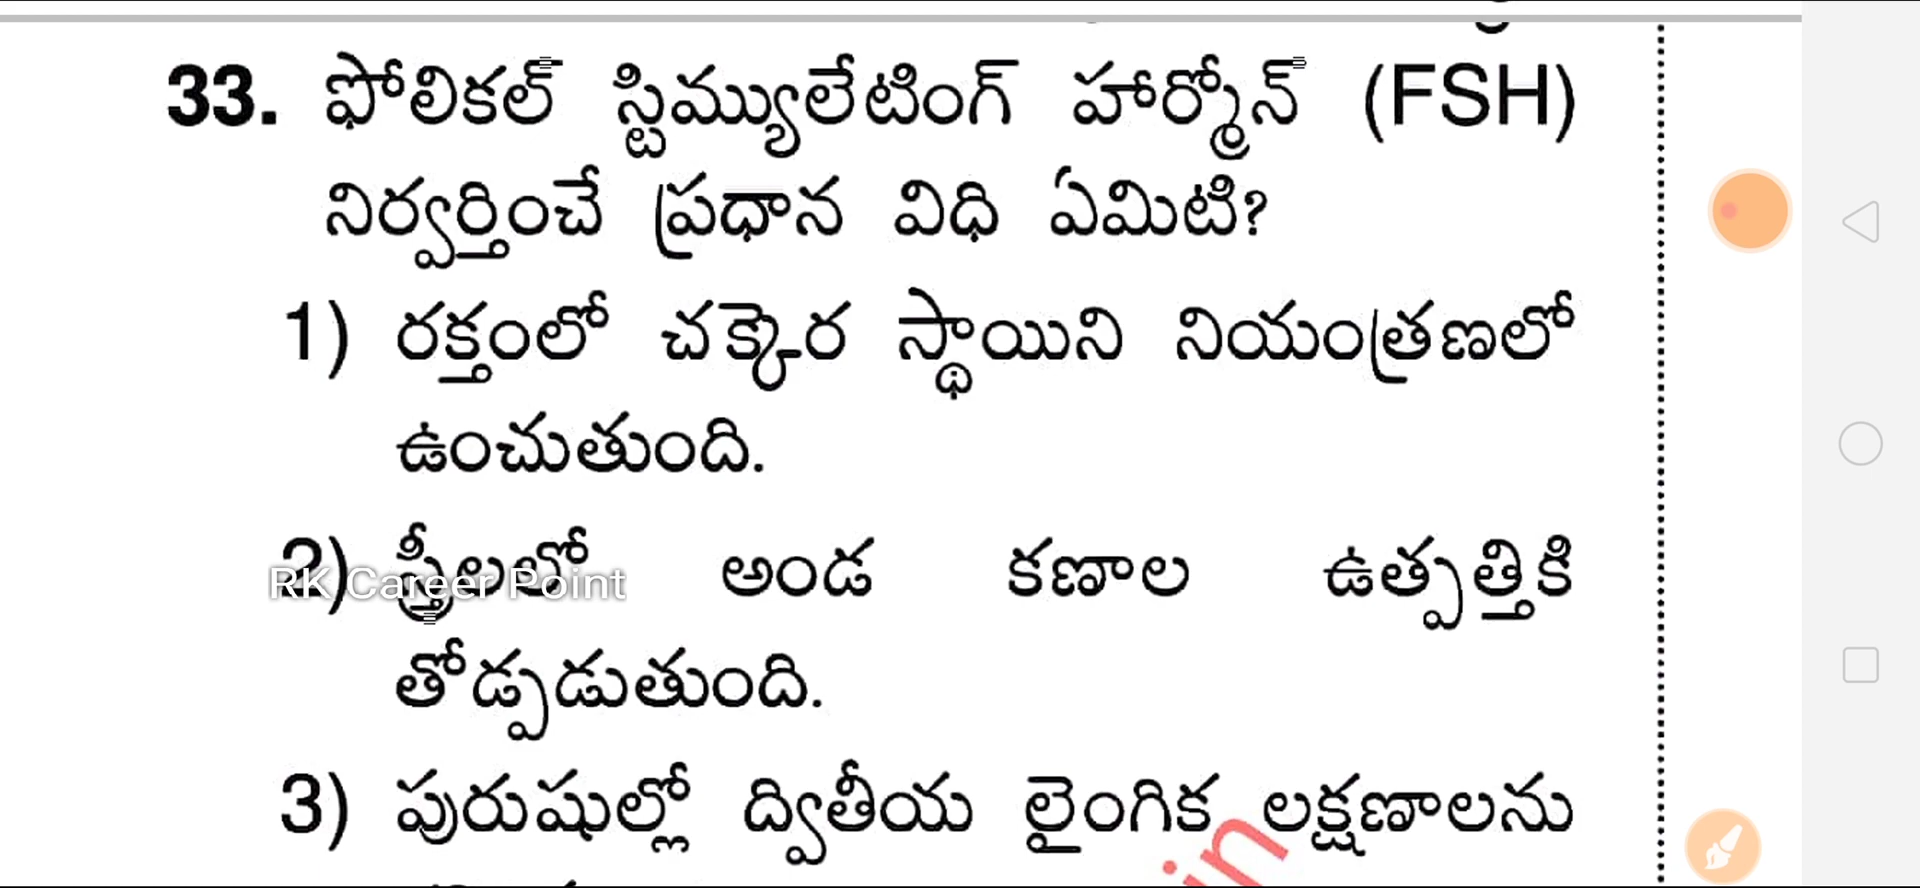 33. ఫోలికల్ స్టిమ్యులేటింగ్ హార్మోన్ (FSH)
నిర్వర్తించే ప్రధాన విధి ఏమిటి?
1) రక్తంలో చక్కెర స్థాయిని నియంత్రణలో
ఉంచుతుంది.
2) స్త్రీలలో అండ కణాల ఉత్పత్తికి
RK Career Point
తోడ్పడుతుంది.
3) పురుషుల్లో ద్వితీయ లైంగిక లక్షణాలను
in